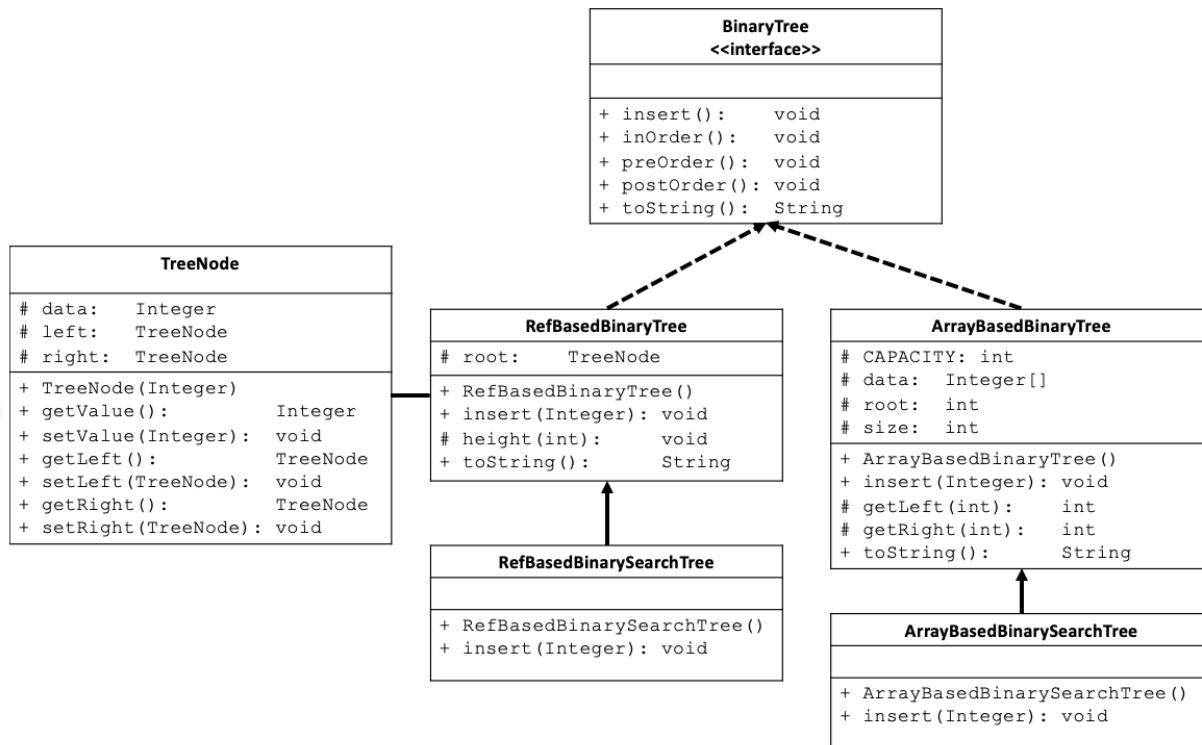 BinaryTree
<<interface>>
+ insert():    void
+ inOrder():   void
+ preOrder():  void
+ postOrder(): void
+ toString():  String
TreeNode
# data:   Integer
# left:   TreeNode
# right:  TreeNode
+ TreeNode(Integer)
+ getValue():         Integer
+ setValue(Integer):  void
+ getLeft():          TreeNode
+ setLeft(TreeNode):  void
+ getRight():         TreeNode
+ setRight(TreeNode): void
RefBasedBinaryTree
# root:     TreeNode
+ RefBasedBinaryTree()
+ insert(Integer): void
# height(int):     void
+ toString():      String
RefBasedBinarySearchTree
+ RefBasedBinarySearchTree()
+ insert(Integer): void
ArrayBasedBinaryTree
# CAPACITY: int
# data:  Integer[]
# root:  int
# size:  int
+ ArrayBasedBinaryTree()
+ insert(Integer): void
# getLeft(int):    int
# getRight(int):   int
+ toString():      String
ArrayBasedBinarySearchTree
+ ArrayBasedBinarySearchTree()
+ insert(Integer): void